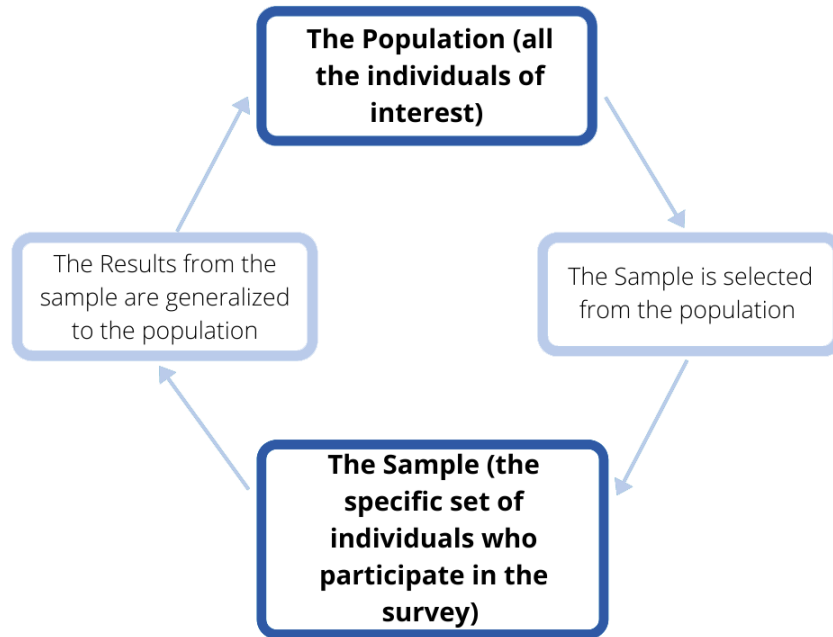 The Population (all
the individuals of
interest)
The Results from the
sample are generalized
to the population
The Sample is selected
from the population
The Sample (the
specific set of
individuals who
participate in the
survey)